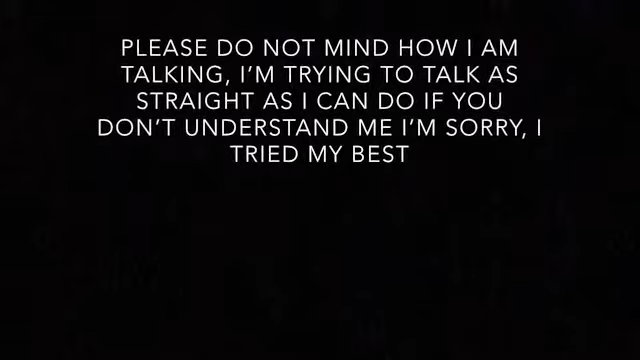 PLEASE DO NOT MIND HOW I AM
TALKING, I'M TRYING TO TALK AS
STRAIGHT AS I CAN DO IF YOU
DON'T UNDERSTAND ME I'M SORRY, I
TRIED MY BEST